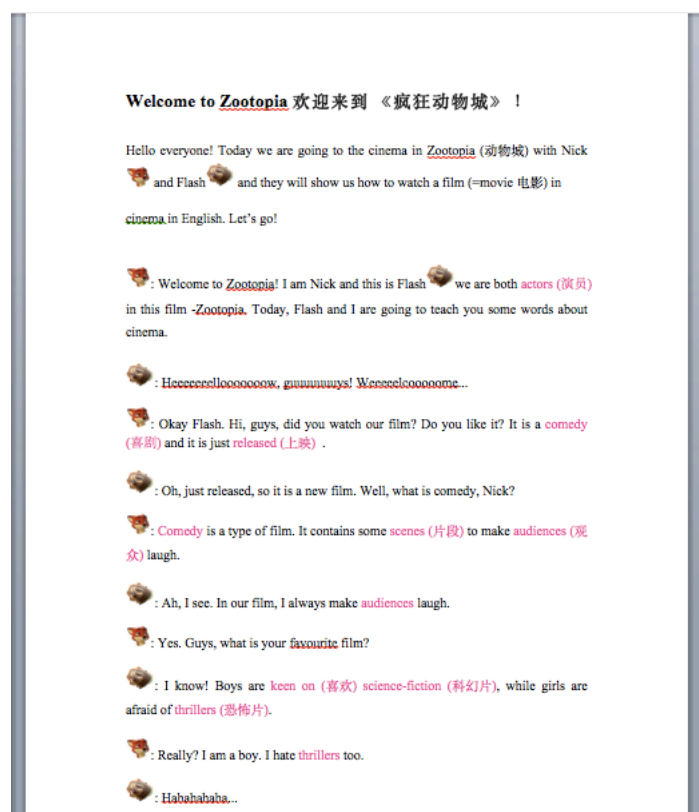 Welcome to Zootopia 欢迎来到 《疯狂动物城》 ！
Hello everyone! Today we are going to the cinema in Zootopia (动物城) with Nick
and Flash and they will show us how to watch a film (=movie 电影) in
cinema in English. Let's go!
: Welcome to Zootopia! I am Nick and this is Flash we are both actors (演员)
in this film -Zootopia. Today, Flash and I are going to teach you some words about
cinema.
: Heeeeeeellooooooow, guuuuuuuys! Weeeeelcooooome...
: Okay Flash. Hi, guys, did you watch our film? Do you like it? It is a comedy
(喜剧) and it is just released (上映) .
: Oh, just released, so it is a new film. Well, what is comedy, Nick?
: Comedy is a type of film. It contains some scenes (片段) to make audiences (观
众) laugh.
: Ah, I see. In our film, I always make audiences laugh.
: Yes. Guys, what is your favourite film?
: I know! Boys are keen on (喜欢) science-fiction (科幻片), while girls are
afraid of thrillers (恐怖片).
: Really? I am a boy. I hate thrillers too.
: Hahahahaha...